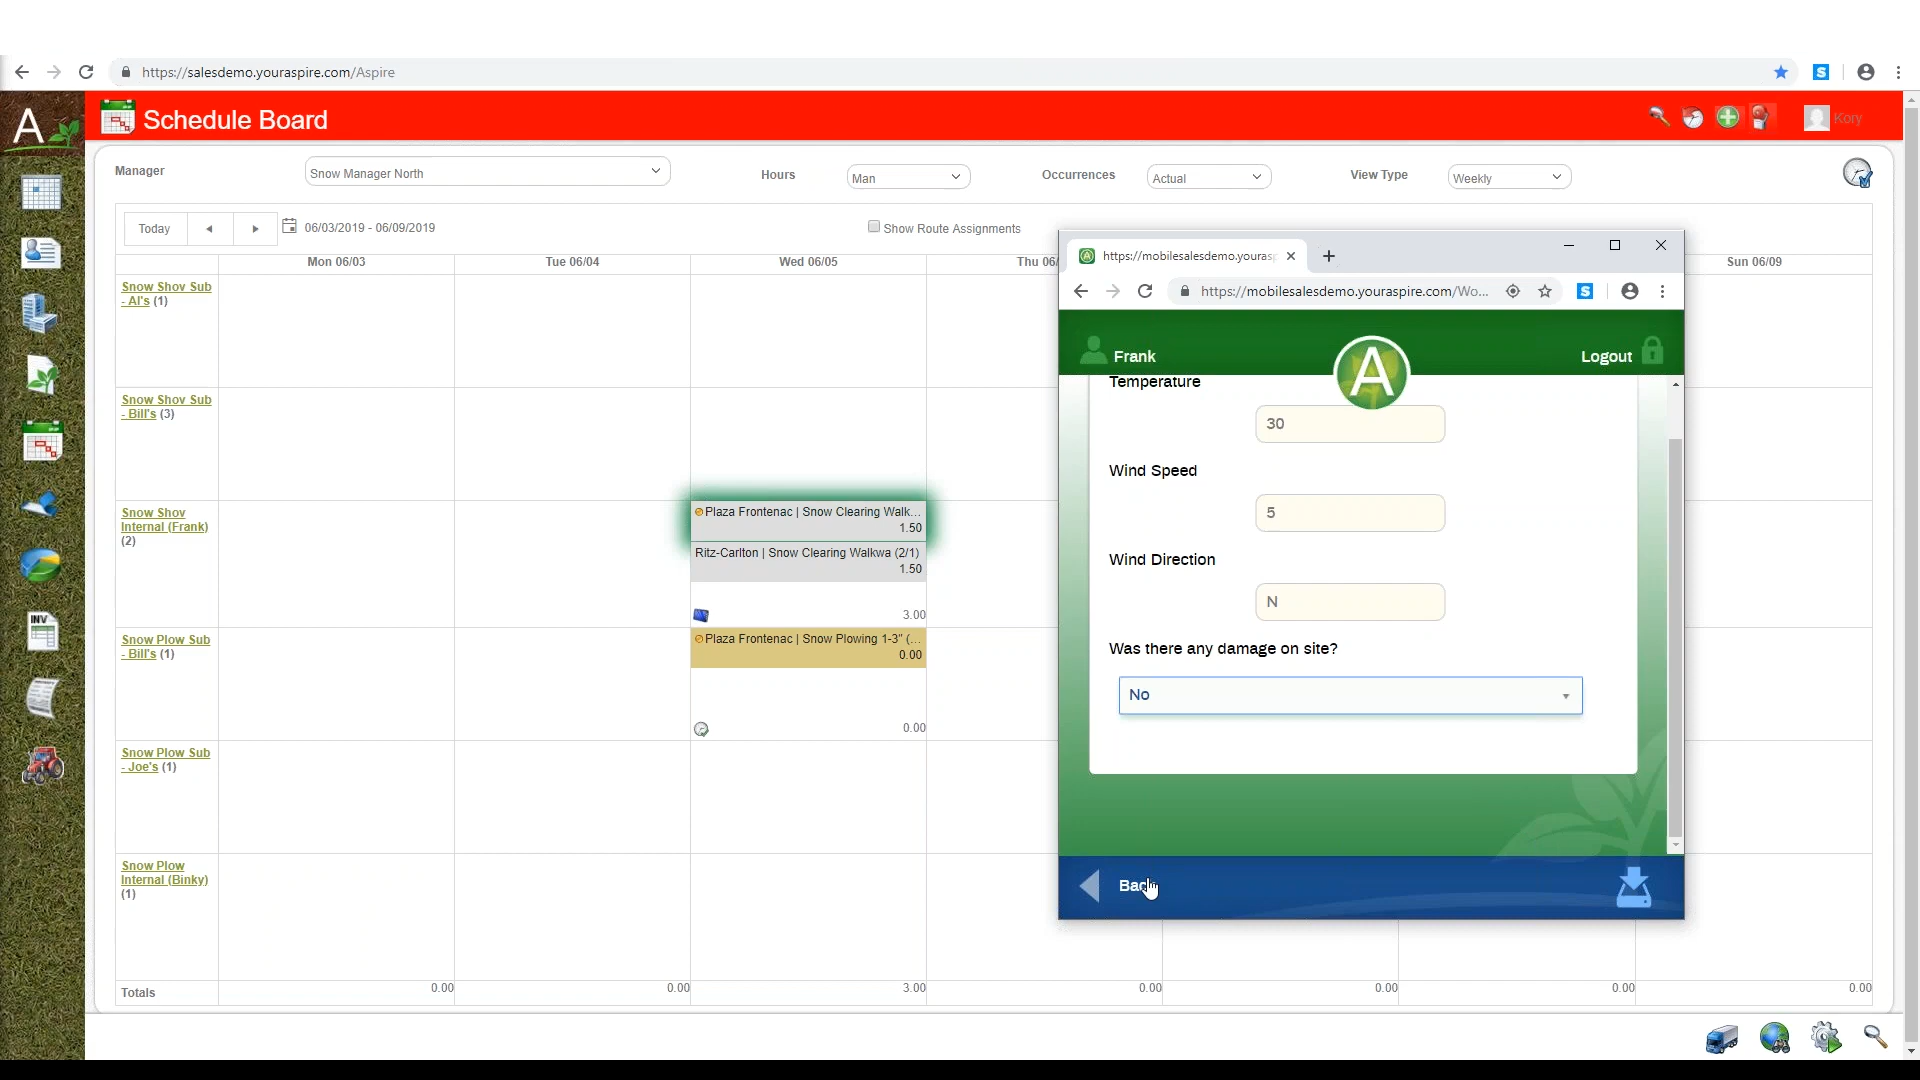 https://salesdemo.youraspire.com/Aspire
S
A
Schedule Board
Kory
Manager
Snow Manager North
Hours
Man
Occurrences
Actual
View Type
Weekly
Today
06/03/2019 - 06/09/2019
Show Route Assignments
Mon 06/03
Tue 06/04
Wed 06/05
Thu 06/
Sun 06/09
Snow Shov Sub
- Al's (1)
Snow Shov Sub
- Bill's (3)
Snow Shov
Internal (Frank)
(2)
Plaza Frontenac | Snow Clearing Walk...
1.50
Ritz-Carlton | Snow Clearing Walkwa (2/1)
1.50
3.00
Snow Plow Sub
- Bill's (1)
Plaza Frontenac | Snow Plowing 1-3" (...
0.00
0.00
Snow Plow Sub
- Joe's (1)
Snow Plow
Internal (Binky)
(1)
Totals
0.00
0.00
3.00
0.00
0.00
0.00
0.00
INV
https://mobilesalesdemo.youras
https://mobilesalesdemo.youraspire.com/Wo...
S
Frank
A
Logout
Temperature
30
Wind Speed
5
Wind Direction
N
Was there any damage on site?
No
Back